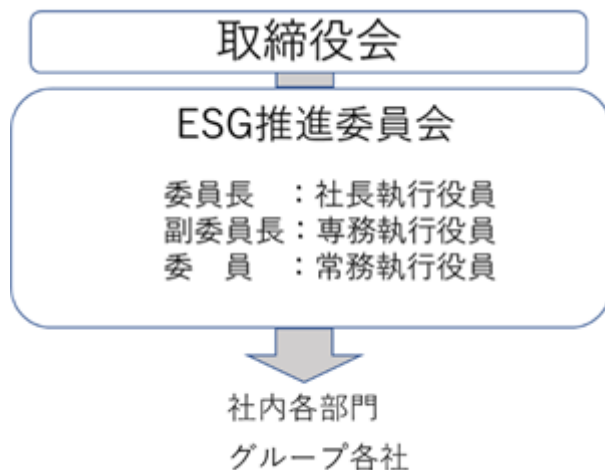 取締役会
ESG推進委員会
委員長　：社長執行役員
副委員長：専務執行役員
委　員　：常務執行役員
社内各部門
グループ各社